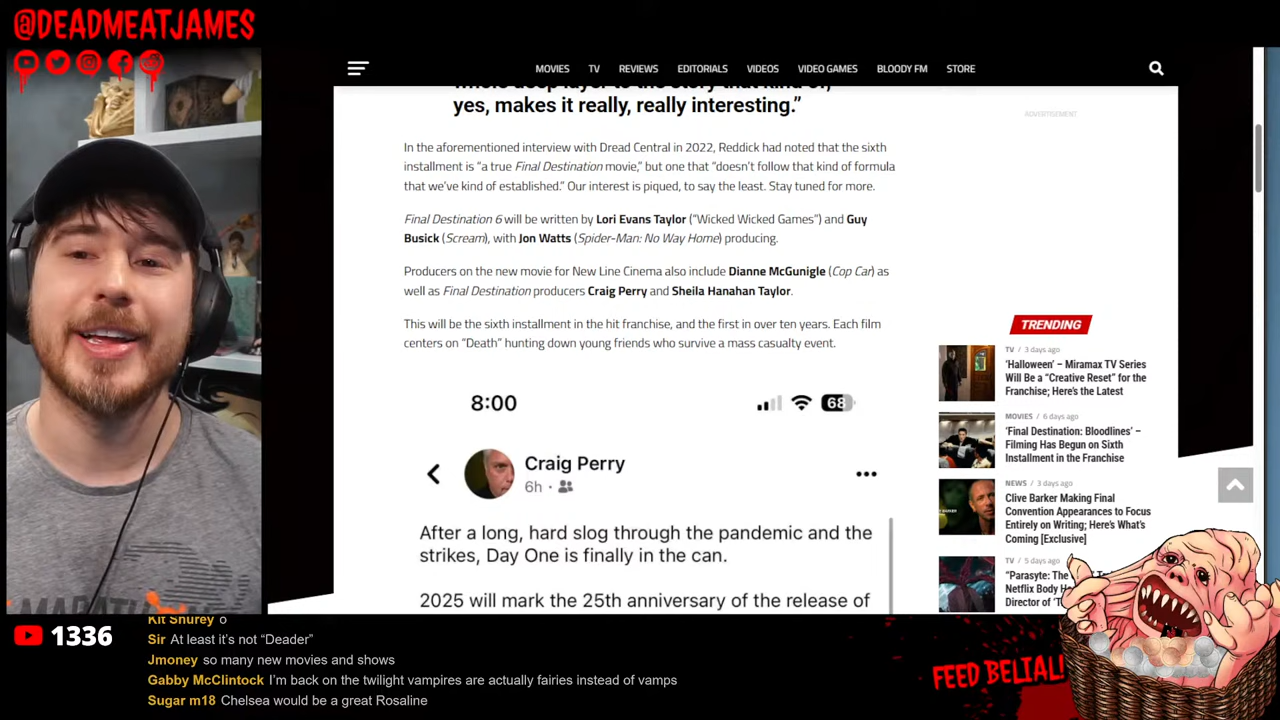 @DEADMEATJAMES
MOVIES TV REVIEWS EDITORIALS VIDEOS VIDEO GAMES BLOODY FM STORE
whole deep layer to the story that kind of,
yes, makes it really, really interesting.”
ADVERTISEMENT
In the aforementioned interview with Dread Central in 2022, Reddick had noted that the sixth
installment is “a true Final Destination movie,” but one that “doesn’t follow that kind of formula
that we’ve kind of established.” Our interest is piqued, to say the least. Stay tuned for more.
Final Destination 6 will be written by Lori Evans Taylor (“Wicked Wicked Games”) and Guy
Busick (Scream), with Jon Watts (Spider-Man: No Way Home) producing.
Producers on the new movie for New Line Cinema also include Dianne McGunigle (Cop Car) as
well as Final Destination producers Craig Perry and Sheila Hanahan Taylor.
This will be the sixth installment in the hit franchise, and the first in over ten years. Each film
centers on “Death” hunting down young friends who survive a mass casualty event.
8:00
68
Craig Perry
6h
After a long, hard slog through the pandemic and the
strikes, Day One is finally in the can.
2025 will mark the 25th anniversary of the release of
TRENDING
TV / 3 days ago
‘Halloween’ – Miramax TV Series
Will Be a “Creative Reset” for the
Franchise; Here’s the Latest
MOVIES / 6 days ago
‘Final Destination: Bloodlines’ –
Filming Has Begun on Sixth
Installment in the Franchise
NEWS / 3 days ago
Clive Barker Making Final
Convention Appearances to Focus
Entirely on Writing; Here’s What’s
Coming [Exclusive]
TV / 5 days ago
“Parasyte: The
Netflix Body
Director of
1336
Kit Shurey o
Sir At least it’s not “Deader”
Jmoney so many new movies and shows
Gabby McClintock I’m back on the twilight vampires are actually fairies instead of vamps
Sugar m18 Chelsea would be a great Rosaline
FEED BELIAL!